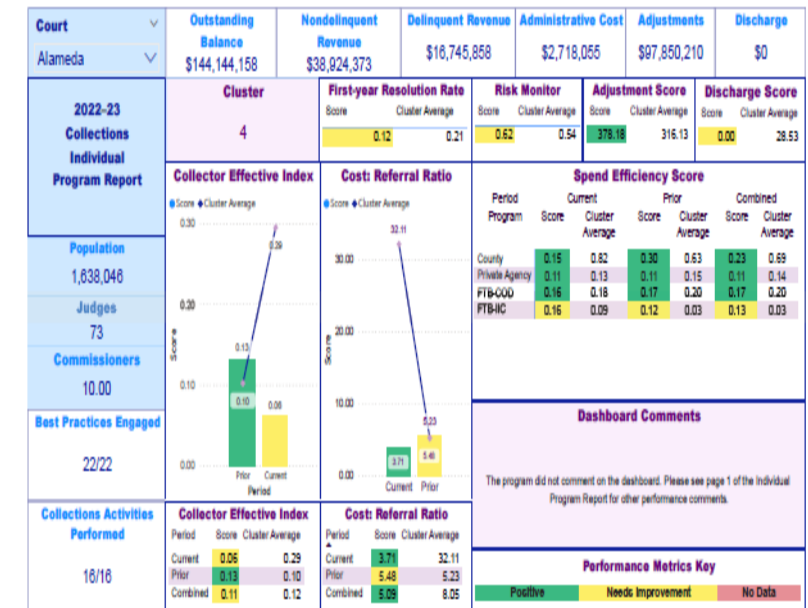 Court
Alameda
Outstanding
Balance
$144,144,158
Nondelinquent
Revenue
$38,924,373
Delinquent Revenue
$16,745,858
Administrative Cost
$2,718,055
Adjustments
$97,850,210
Discharge
$0
2022-23
Collections
Individual
Program Report
Cluster
4
First-year Resolution Rate
Score Cluster Average
0.12 0.21
Risk Monitor
Score Cluster Average
0.62 0.54
Adjustment Score
Score Cluster Average
378.18 316.13
Discharge Score
Score Cluster Average
0.00 28.53
Population
1,638,046
Judges
73
Commissioners
10.00
Best Practices Engaged
22/22
Collections Activities
Performed
16/16
Collector Effective Index
Score Cluster Average
0.30
0.20
0.10
0.00
Score
0.29
0.13
0.10
0.06
Prior Current
Period
Cost: Referral Ratio
Score Cluster Average
30.00
20.00
10.00
0.00
Score
32.11
5.23
3.71
5.48
Current Prior
Spend Efficiency Score
Period Current Prior Combined
Program Score Cluster Average Score Cluster Average Score Cluster Average
County 0.15 0.82 0.30 0.63 0.23 0.69
Private Agency 0.11 0.13 0.11 0.15 0.11 0.14
FTB-COD 0.16 0.18 0.17 0.20 0.17 0.20
FTB-IIC 0.16 0.09 0.12 0.03 0.13 0.03
Dashboard Comments
The program did not comment on the dashboard. Please see page 1 of the Individual
Program Report for other performance comments.
Collector Effective Index
Period Score Cluster Average
Current 0.06 0.29
Prior 0.13 0.10
Combined 0.11 0.12
Cost: Referral Ratio
Period Score Cluster Average
Current 3.71 32.11
Prior 5.48 5.23
Combined 5.09 8.05
Performance Metrics Key
Positive Needs Improvement No Data